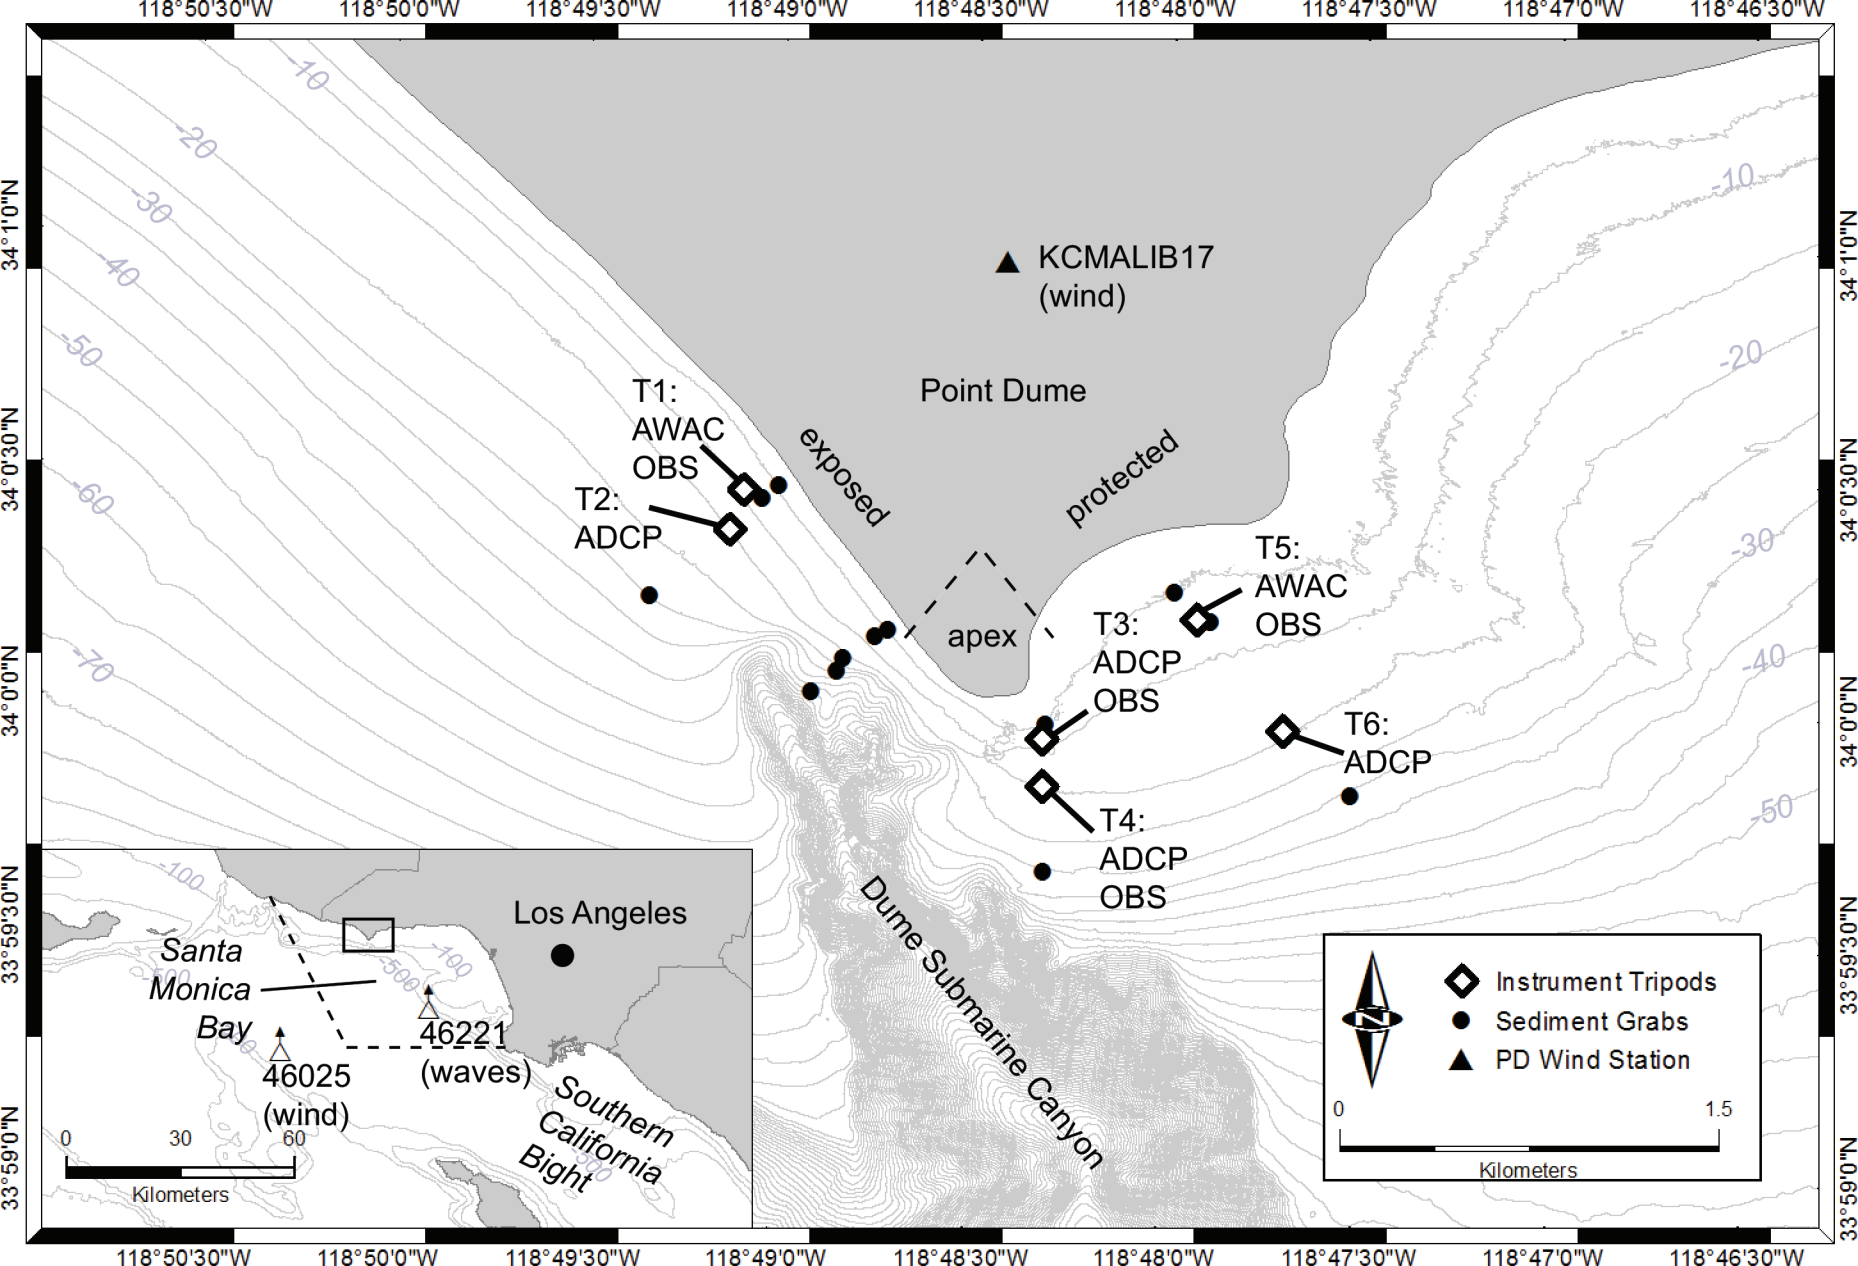 118°50'30"W 118°50'0"W 118°49'30"W 118°49'0"W 118°48'30"W 118°48'0"W 118°47'30"W 118°47'0"W 118°46'30"W
-10
-20
-30
-40
-50
-60
-70
-10
-20
-30
-40
-50
34°1'0"N
34°0'30"N
34°0'0"N
33°59'30"N
33°59'0"N
34°1'0"N
34°0'30"N
34°0'0"N
33°59'30"N
33°59'0"N
KCMALIB17
(wind)
Point Dume
exposed
protected
apex
T1:
AWAC
OBS
T2:
ADCP
T3:
ADCP
OBS
T4:
ADCP
OBS
T5:
AWAC
OBS
T6:
ADCP
Dume Submarine Canyon
-100
Los Angeles
Santa
Monica
Bay
-500
-500
-100
46221
(waves)
46025
(wind)
Southern
California
Bight
-500
0 30 60
Kilometers
N
Instrument Tripods
Sediment Grabs
PD Wind Station
0 1.5
Kilometers
118°50'30"W 118°50'0"W 118°49'30"W 118°49'0"W 118°48'30"W 118°48'0"W 118°47'30"W 118°47'0"W 118°46'30"W